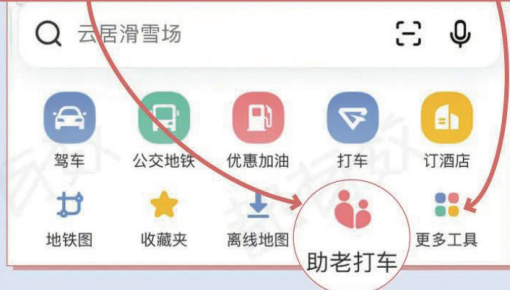 云居滑雪场
驾车 公交地铁 优惠加油 打车 订酒店
地铁图 收藏夹 离线地图 助老打车 更多工具